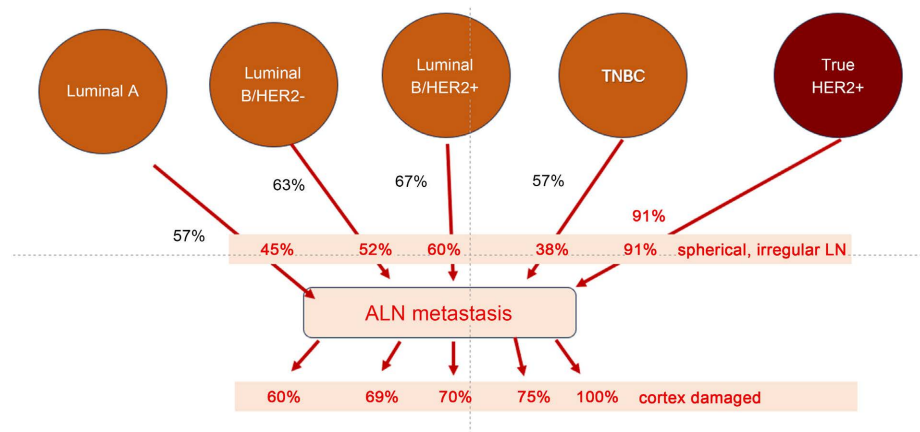 Luminal A
Luminal
B/HER2-
Luminal
B/HER2+
TNBC
True
HER2+
57%
63%
67%
57%
91%
45% 52% 60% 38% 91% spherical, irregular LN
ALN metastasis
60% 69% 70% 75% 100% cortex damaged